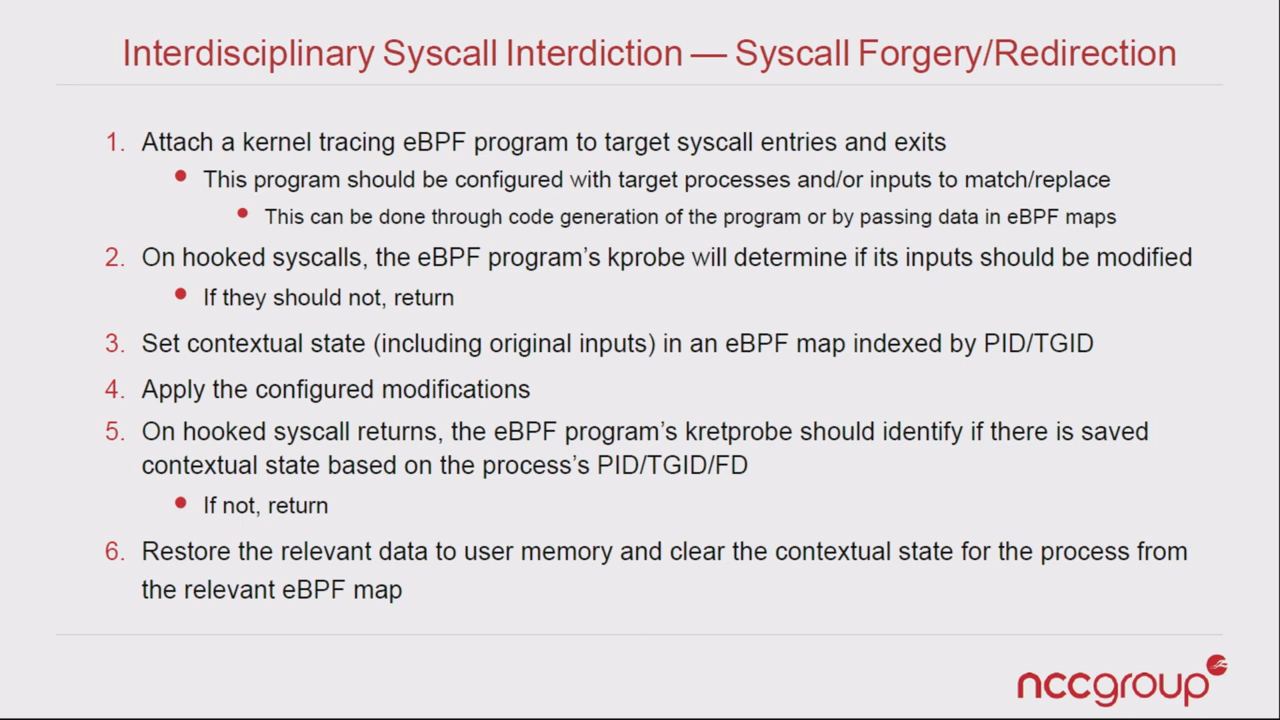 Interdisciplinary Syscall Interdiction — Syscall Forgery/Redirection
1. Attach a kernel tracing eBPF program to target syscall entries and exits
• This program should be configured with target processes and/or inputs to match/replace
• This can be done through code generation of the program or by passing data in eBPF maps
2. On hooked syscalls, the eBPF program’s kprobe will determine if its inputs should be modified
• If they should not, return
3. Set contextual state (including original inputs) in an eBPF map indexed by PID/TGID
4. Apply the configured modifications
5. On hooked syscall returns, the eBPF program’s kretprobe should identify if there is saved
contextual state based on the process’s PID/TGID/FD
• If not, return
6. Restore the relevant data to user memory and clear the contextual state for the process from
the relevant eBPF map
nccgroup